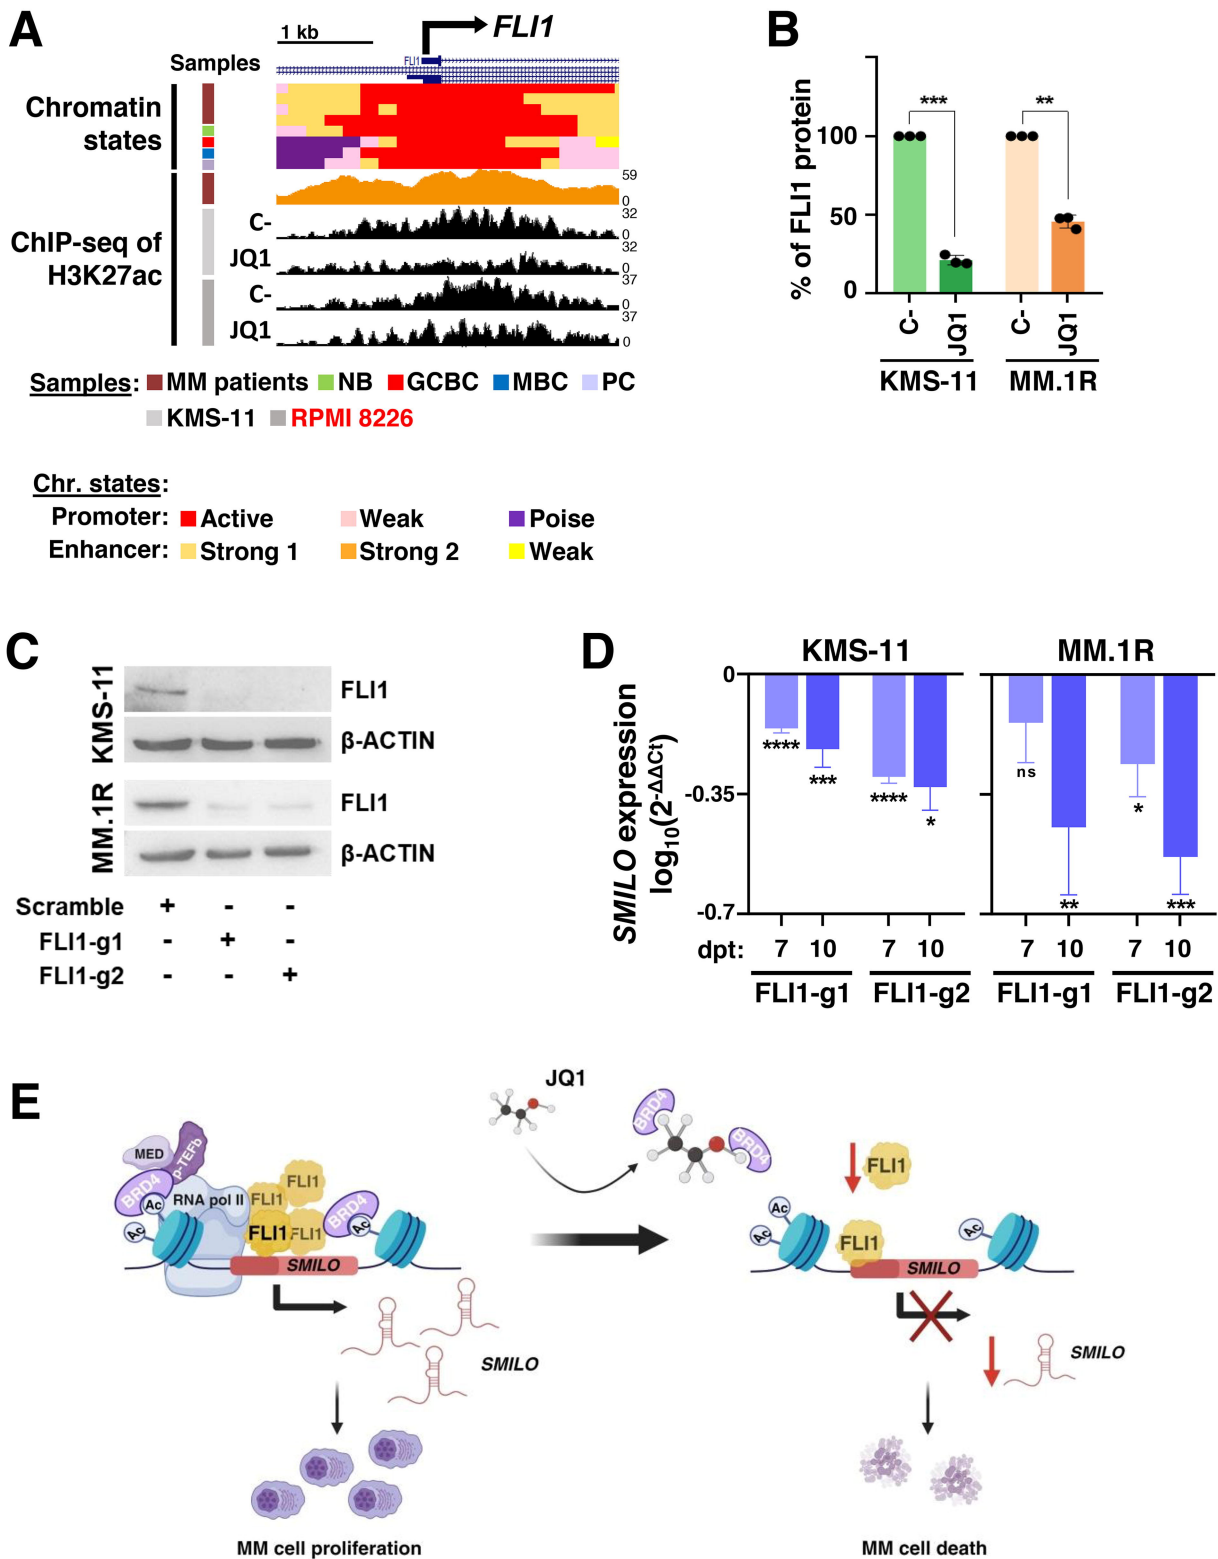 A
1 kb
FLI1
FLI1
Samples
Chromatin
states
ChIP-seq of
H3K27ac
59
0
C-
32
0
JQ1
32
0
C-
37
0
JQ1
37
0
Samples: MM patients NB GCBC MBC PC
KMS-11 RPMI 8226
Chr. states:
Promoter: Active Weak Poise
Enhancer: Strong 1 Strong 2 Weak
B
% of FLI1 protein
100
50
0
***
**
C- JQ1 C- JQ1
KMS-11 MM.1R
C
KMS-11
FLI1
β-ACTIN
MM.1R
FLI1
β-ACTIN
Scramble + - -
FLI1-g1 - + -
FLI1-g2 - - +
D
KMS-11 MM.1R
SMILO expression
log10(2-ΔΔCt)
0
-0.35
-0.7
**** *** **** * ns ** * ***
dpt: 7 10 7 10 7 10 7 10
FLI1-g1 FLI1-g2 FLI1-g1 FLI1-g2
E
JQ1
MED
p-TEFb
BRD4
Ac
Ac
RNA pol II
FLI1
FLI1
FLI1
FLI1
BRD4
Ac
SMILO
SMILO
MM cell proliferation
BRD4
BRD4
FLI1
Ac
Ac
FLI1
Ac
SMILO
SMILO
MM cell death